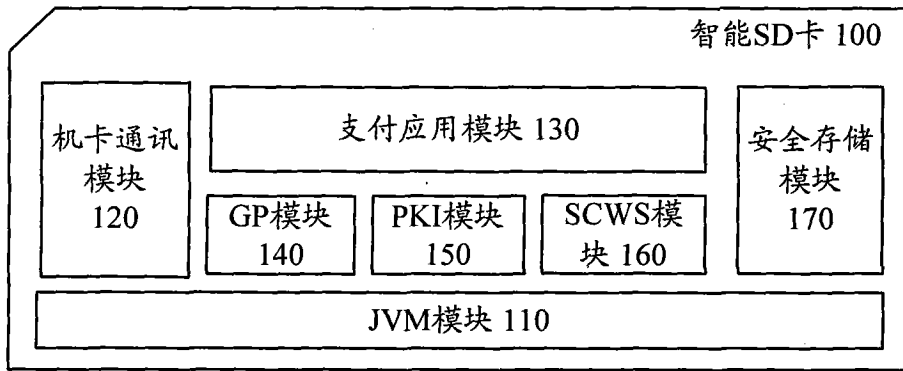 智能SD卡 100
机卡通讯
模块
120
支付应用模块 130
安全存储
模块
170
GP模块
140
PKI模块
150
SCWS模
块 160
JVM模块 110